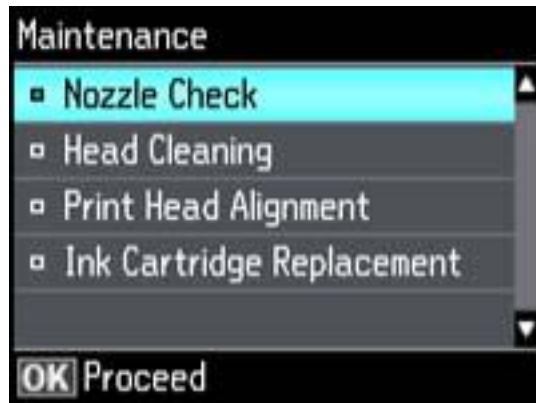 Maintenance
Nozzle Check
Head Cleaning
Print Head Alignment
Ink Cartridge Replacement
OK Proceed